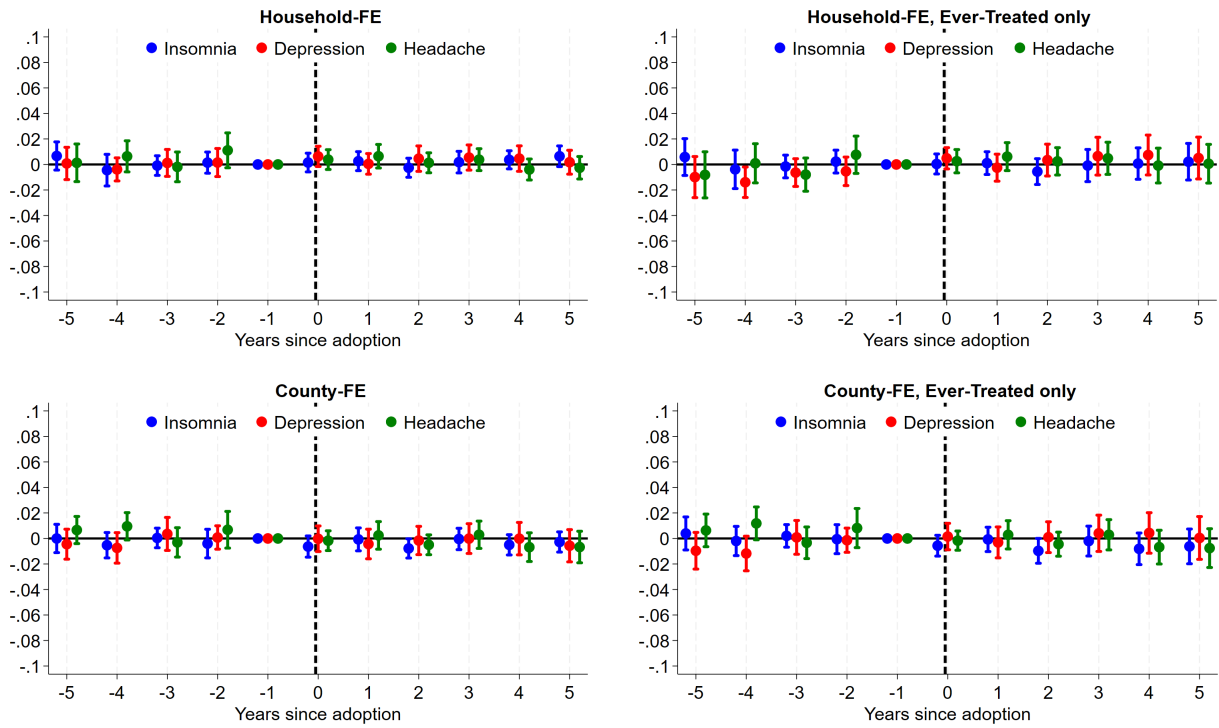 Household-FE
Insomnia Depression Headache
.1
.08
.06
.04
.02
0
-.02
-.04
-.06
-.08
-.1
-5 -4 -3 -2 -1 0 1 2 3 4 5
Years since adoption
Household-FE, Ever-Treated only
Insomnia Depression Headache
.1
.08
.06
.04
.02
0
-.02
-.04
-.06
-.08
-.1
-5 -4 -3 -2 -1 0 1 2 3 4 5
Years since adoption
County-FE
Insomnia Depression Headache
.1
.08
.06
.04
.02
0
-.02
-.04
-.06
-.08
-.1
-5 -4 -3 -2 -1 0 1 2 3 4 5
Years since adoption
County-FE, Ever-Treated only
Insomnia Depression Headache
.1
.08
.06
.04
.02
0
-.02
-.04
-.06
-.08
-.1
-5 -4 -3 -2 -1 0 1 2 3 4 5
Years since adoption